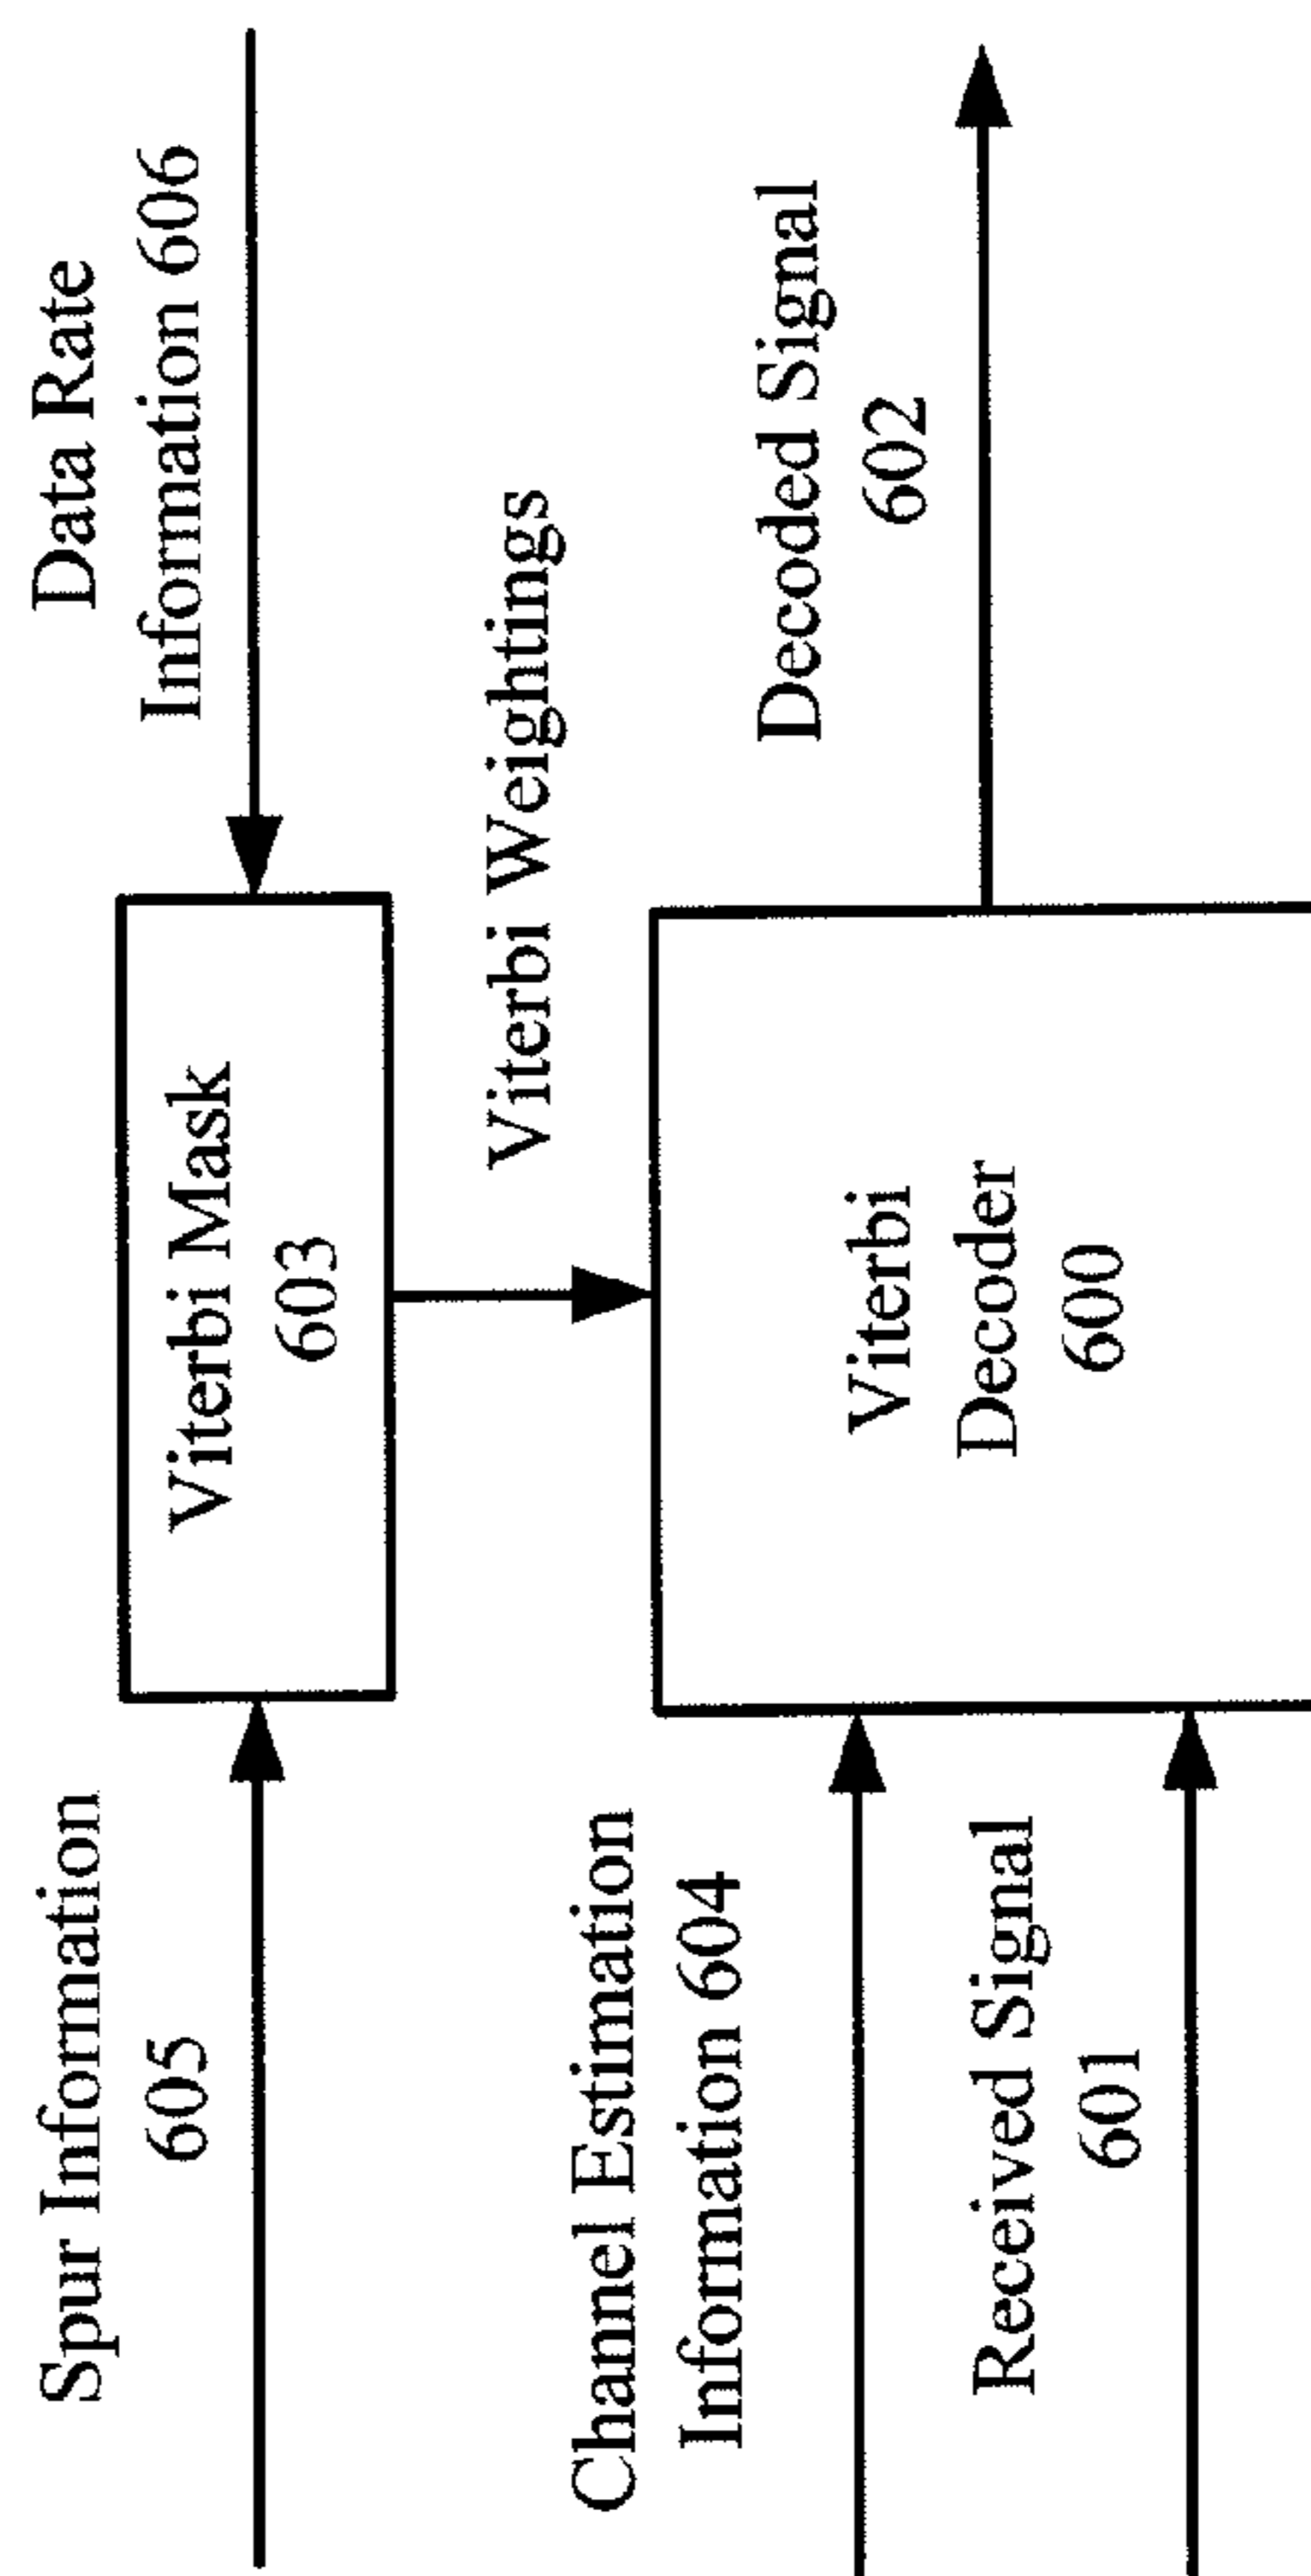 Spur Information
605
Viterbi Mask
603
Data Rate
Information 606
Viterbi Weightings
Channel Estimation
Information 604
Received Signal
601
Viterbi
Decoder
600
Decoded Signal
602